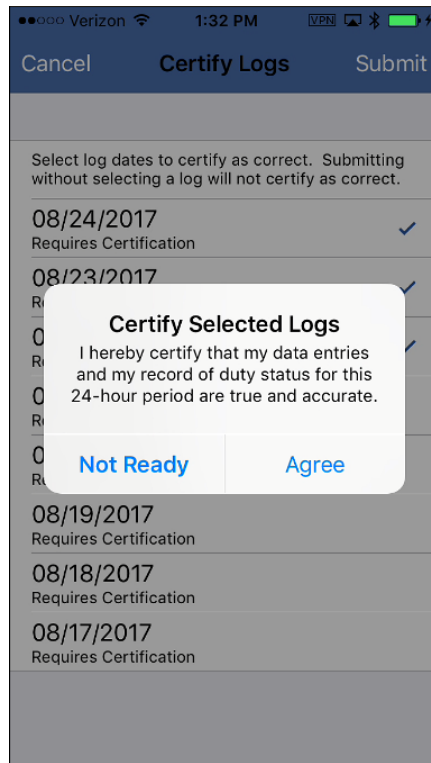 Verizon 1:32 PM VPN
Cancel Certify Logs Submit
Select log dates to certify as correct.  Submitting
without selecting a log will not certify as correct.
08/24/2017
Requires Certification
08/23/2017
Certify Selected Logs
I hereby certify that my data entries
and my record of duty status for this
24-hour period are true and accurate.
Not Ready Agree
08/19/2017
Requires Certification
08/18/2017
Requires Certification
08/17/2017
Requires Certification